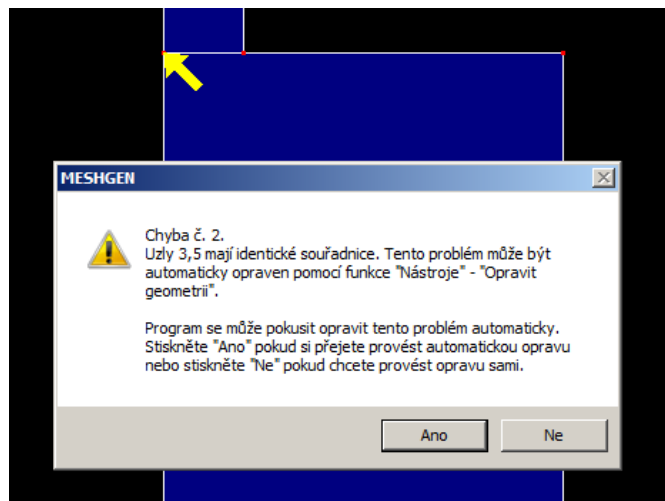 MESHGEN
Chyba č. 2.
Uzly 3,5 mají identické souřadnice. Tento problém může být
automaticky opraven pomocí funkce "Nástroje" - "Opravit
geometrii".
Program se může pokusit opravit tento problém automaticky.
Stiskněte "Ano" pokud si přejete provést automatickou opravu
nebo stiskněte "Ne" pokud chcete provést opravu sami.
Ano
Ne